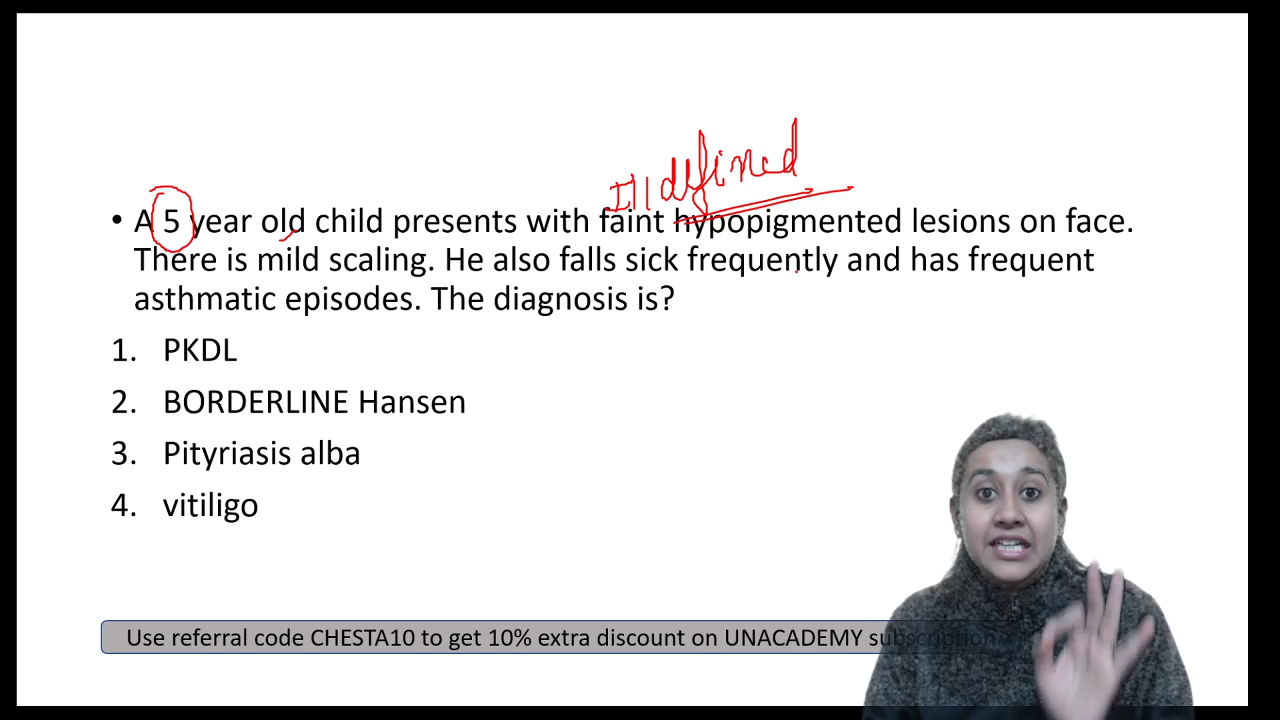 Ill defined
• A 5 year old child presents with faint hypopigmented lesions on face.
There is mild scaling. He also falls sick frequently and has frequent
asthmatic episodes. The diagnosis is?
1. PKDL
2. BORDERLINE Hansen
3. Pityriasis alba
4. vitiligo
Use referral code CHESTA10 to get 10% extra discount on UNACADEMY subscription